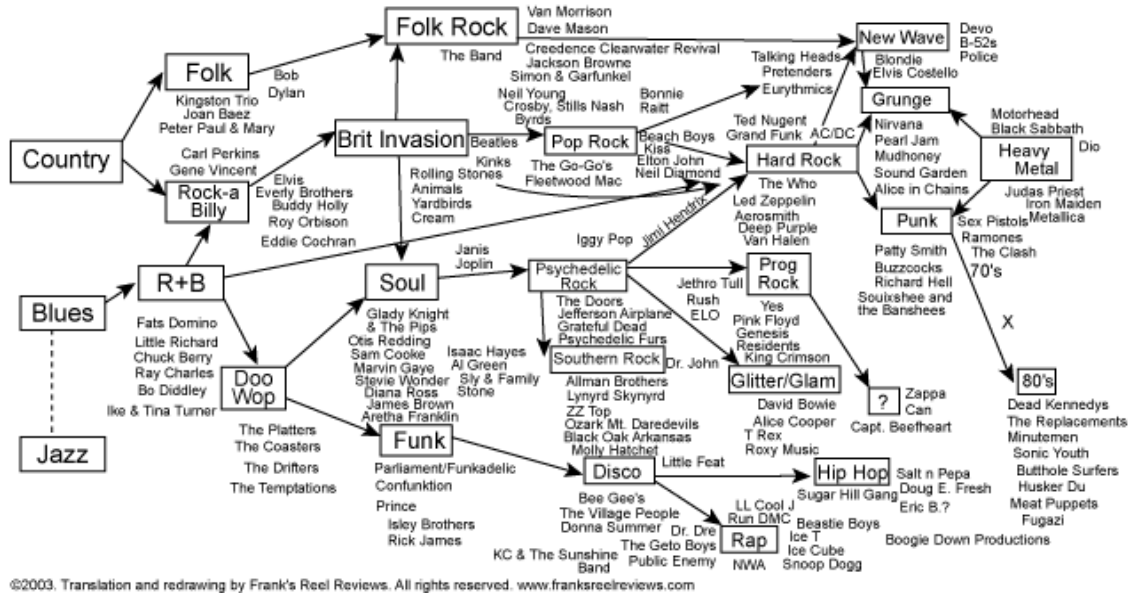 Van Morrison
Folk Rock
Dave Mason
New Wave
Devo
B-52s
Police
The Band
Creedence Clearwater Revival
Jackson Browne
Simon & Garfunkel
Talking Heads
Pretenders
Eurythmics
Blondie
Elvis Costello
Folk
Bob
Dylan
Kingston Trio
Joan Baez
Peter Paul & Mary
Neil Young
Crosby, Stills Nash
Byrds
Bonnie
Raitt
Grunge
Ted Nugent
Grand Funk
AC/DC
Motorhead
Black Sabbath
Country
Brit Invasion
Beatles
Pop Rock
Beach Boys
Kiss
Elton John
Neil Diamond
Hard Rock
Nirvana
Pearl Jam
Mudhoney
Sound Garden
Alice in Chains
Heavy
Metal
Dio
Carl Perkins
Gene Vincent
Kinks
Rolling Stones
Animals
Yardbirds
Cream
The Go-Go's
Fleetwood Mac
Rock-a
Billy
Elvis
Everly Brothers
Buddy Holly
Roy Orbison
Eddie Cochran
The Who
Led Zeppelin
Aerosmith
Deep Purple
Van Halen
Judas Priest
Iron Maiden
Metallica
Punk
Sex Pistols
Ramones
The Clash
70's
Iggy Pop
Jimi Hendrix
Patty Smith
Buzzcocks
Richard Hell
Souixshee and
the Banshees
R+B
Janis
Joplin
Soul
Psychedelic
Rock
Prog
Rock
Jethro Tull
Rush
ELO
Blues
Fats Domino
Little Richard
Chuck Berry
Ray Charles
Bo Diddley
Ike & Tina Turner
Glady Knight
& The Pips
Otis Redding
Sam Cooke
Marvin Gaye
Stevie Wonder
Diana Ross
James Brown
Aretha Franklin
Isaac Hayes
Al Green
Sly & Family
Stone
The Doors
Jefferson Airplane
Grateful Dead
Psychedelic Furs
Yes
Pink Floyd
Genesis
Residents
King Crimson
X
Southern Rock
Dr. John
Doo
Wop
Glitter/Glam
?
Zappa
Can
Capt. Beefheart
80's
Allman Brothers
Lynyrd Skynyrd
ZZ Top
Ozark Mt. Daredevils
Black Oak Arkansas
Molly Hatchet
David Bowie
Alice Cooper
T Rex
Roxy Music
Dead Kennedys
The Replacements
Minutemen
Sonic Youth
Butthole Surfers
Husker Du
Meat Puppets
Fugazi
Jazz
The Platters
The Coasters
The Drifters
The Temptations
Funk
Parliament/Funkadelic
Confunktion
Prince
Isley Brothers
Rick James
Disco
Little Feat
Hip Hop
Sugar Hill Gang
Salt n Pepa
Doug E. Fresh
Eric B.?
Bee Gee's
The Village People
Donna Summer
KC & The Sunshine
Band
LL Cool J
Run DMC
Dr. Dre
The Geto Boys
Public Enemy
Rap
NWA
Beastie Boys
Ice T
Ice Cube
Snoop Dogg
Boogie Down Productions
©2003. Translation and redrawing by Frank's Reel Reviews. All rights reserved. www.franksreelreviews.com